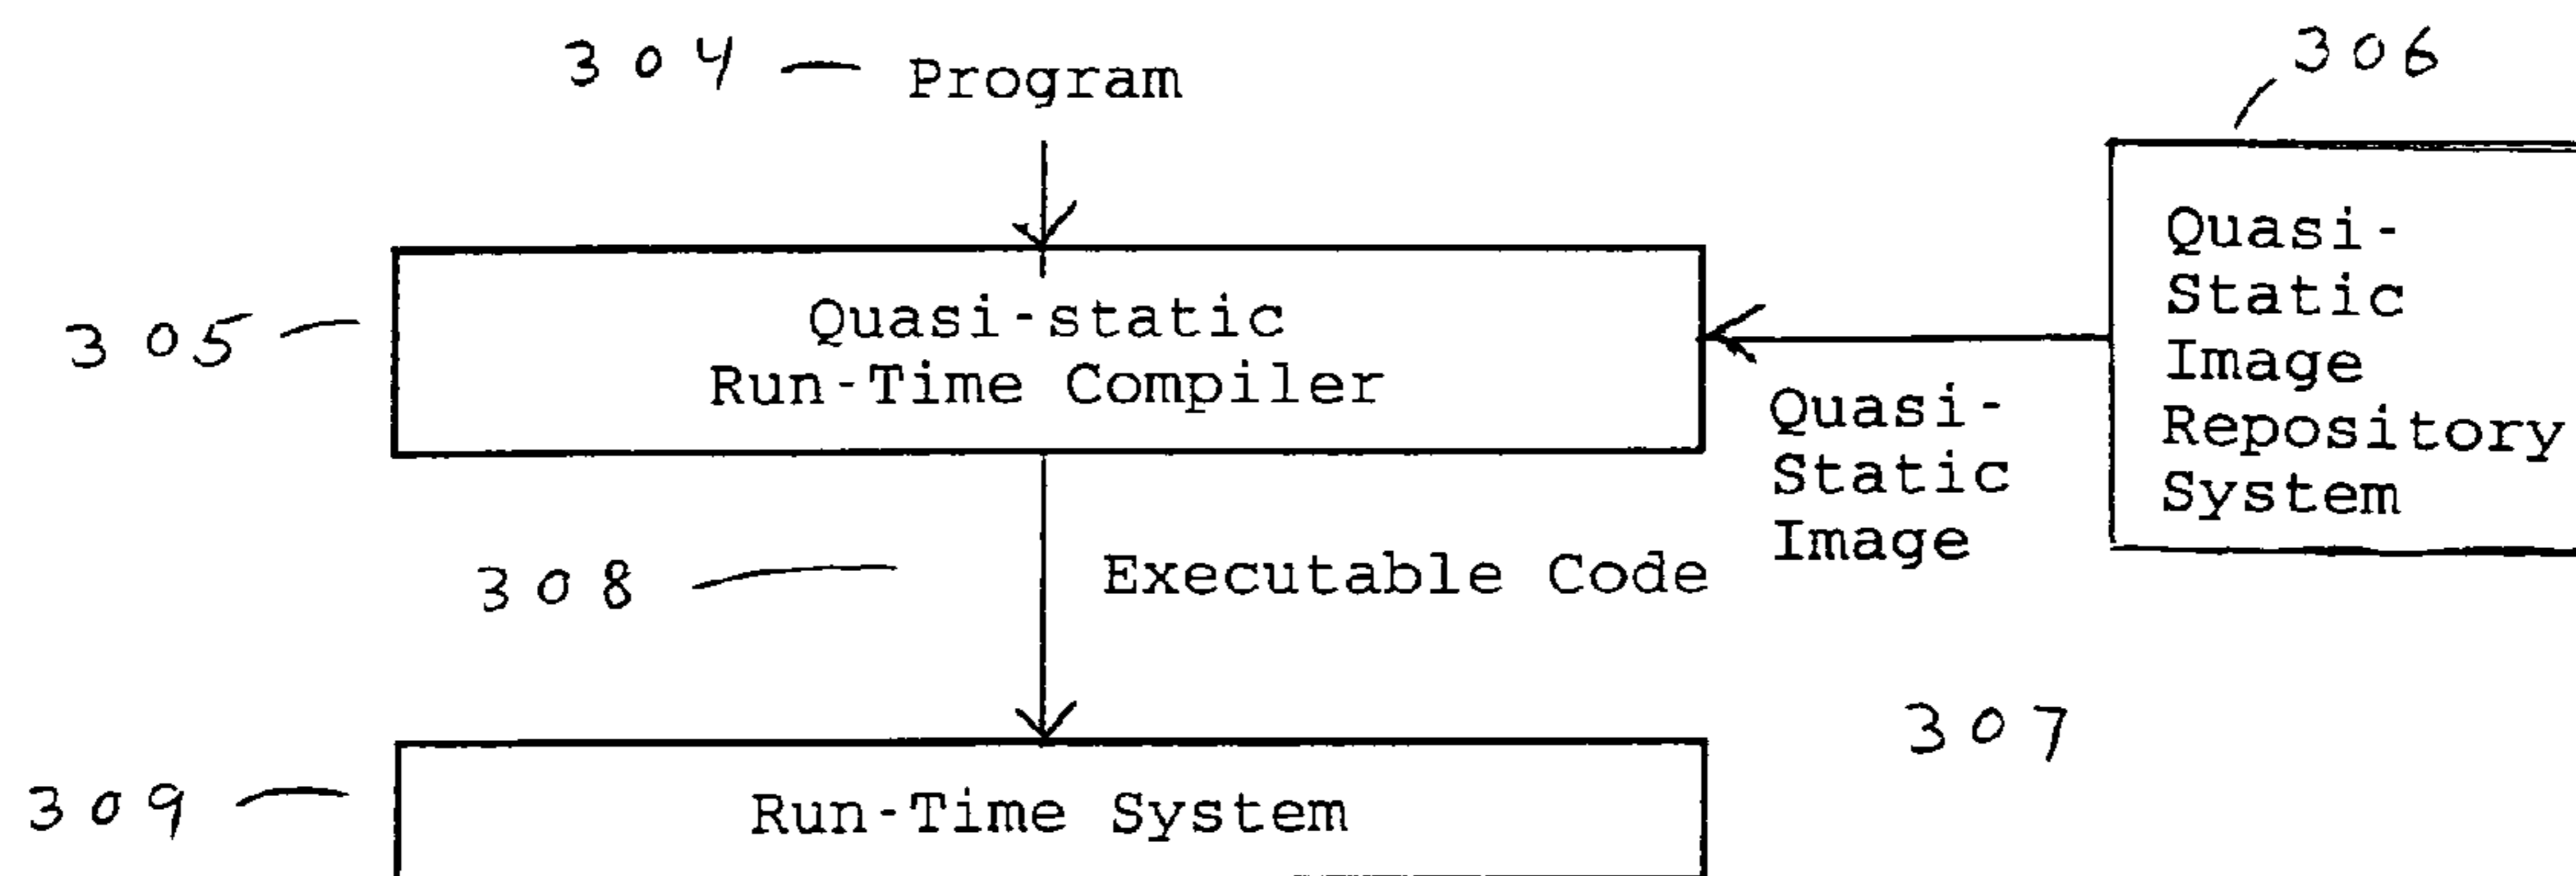 304 — Program
306
Quasi-
Static
Image
Repository
System
305
Quasi-static
Run-Time Compiler
Quasi-
Static
Image
308
Executable Code
307
309
Run-Time System